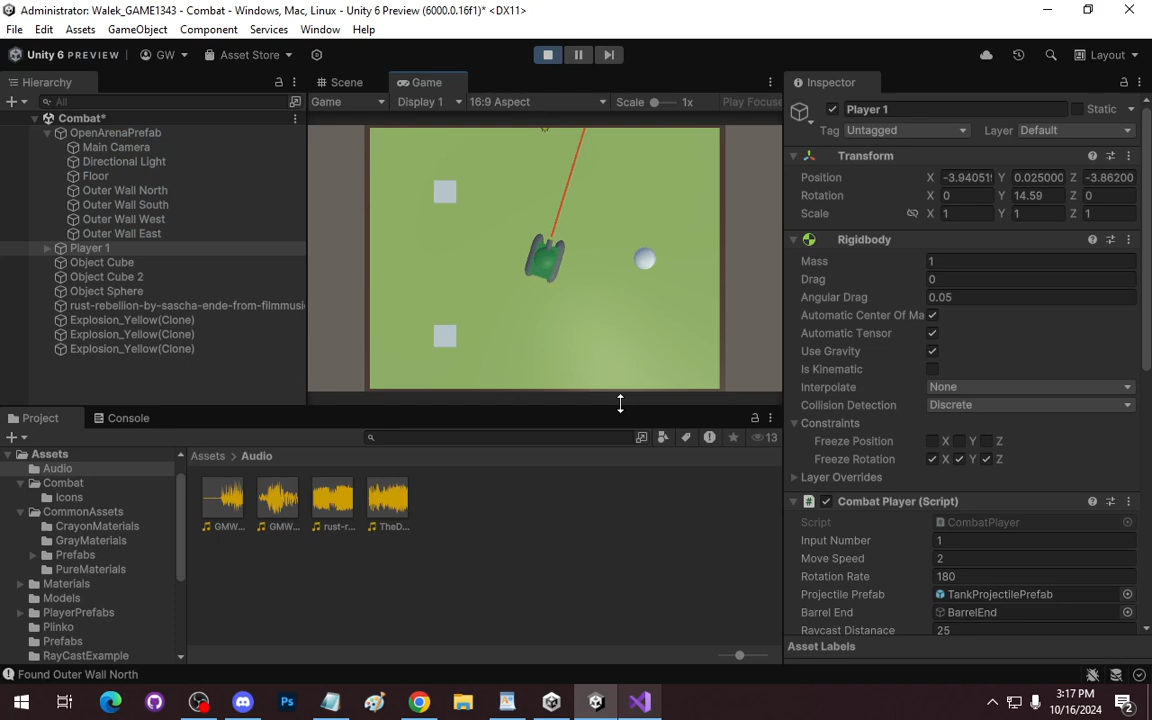 Administrator: Walek_GAME1343 - Combat - Windows, Mac, Linux - Unity 6 Preview (6000.0.16f1)* <DX11>
File Edit Assets GameObject Component Services Window Help
Unity 6 PREVIEW GW Asset Store Layout
Hierarchy
All
Combat*
OpenArenaPrefab
Main Camera
Directional Light
Floor
Outer Wall North
Outer Wall South
Outer Wall West
Outer Wall East
Player 1
Object Cube
Object Cube 2
Object Sphere
rust-rebellion-by-sascha-ende-from-filmmusi
Explosion_Yellow(Clone)
Explosion_Yellow(Clone)
Explosion_Yellow(Clone)
Scene Game
Game Display 1 16:9 Aspect Scale 1x Play Focuse
Inspector
Player 1 Static
Tag Untagged Layer Default
Transform
Position X -3.94051 Y 0.025000 Z -3.86200
Rotation X 0 Y 14.59 Z 0
Scale X 1 Y 1 Z 1
Rigidbody
Mass 1
Drag 0
Angular Drag 0.05
Automatic Center Of Ma
Automatic Tensor
Use Gravity
Is Kinematic
Interpolate None
Collision Detection Discrete
Constraints
Freeze Position X Y Z
Freeze Rotation X Y Z
Layer Overrides
Combat Player (Script)
Script CombatPlayer
Input Number 1
Move Speed 2
Rotation Rate 180
Projectile Prefab TankProjectilePrefab
Barrel End BarrelEnd
Raycast Distanace 25
Asset Labels
Project Console
13
Assets
Audio
Combat
Icons
CommonAssets
CrayonMaterials
GrayMaterials
Prefabs
PureMaterials
Materials
Models
PlayerPrefabs
Plinko
Prefabs
RayCastExample
Assets > Audio
GMW... GMW... rust-r... TheD...
Found Outer Wall North
Ps
3:17 PM
10/16/2024
2